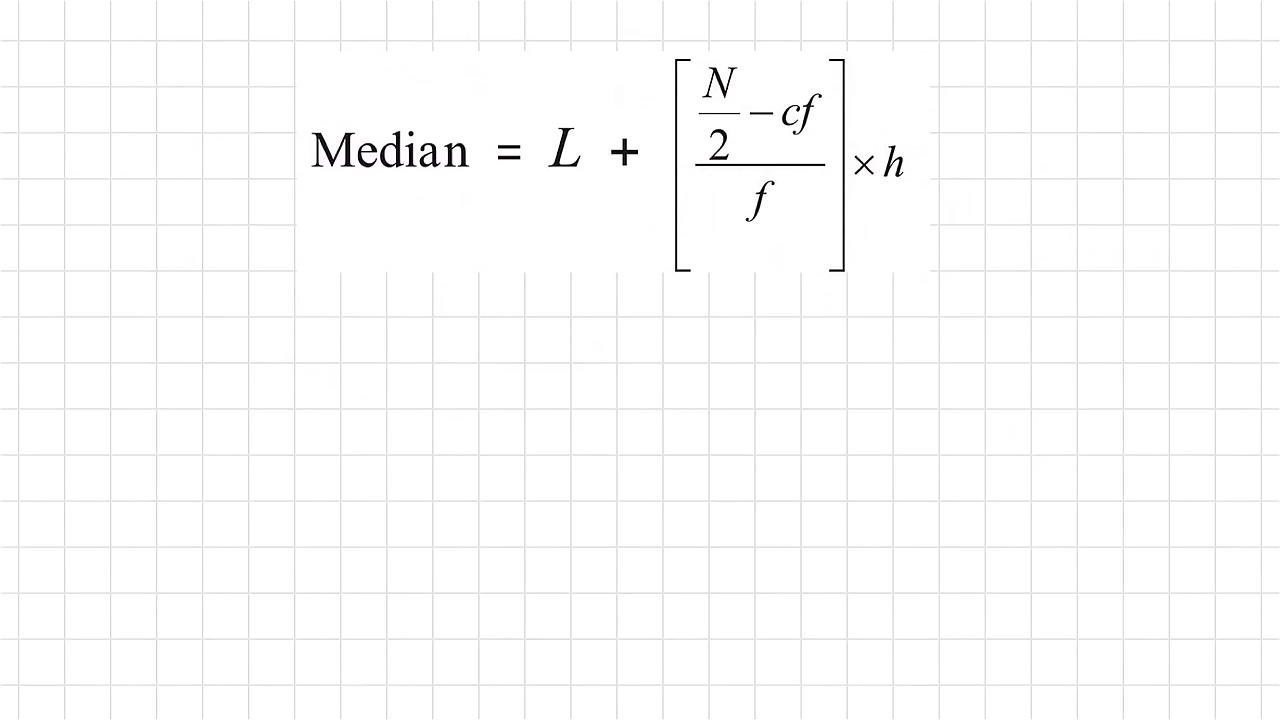 Median = L + [ (N/2 − cf) / f ] × h